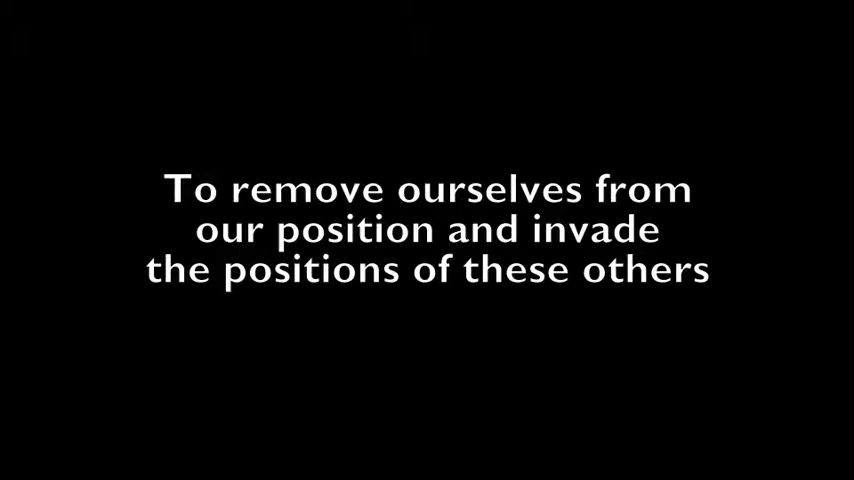 To remove ourselves from
our position and invade
the positions of these others